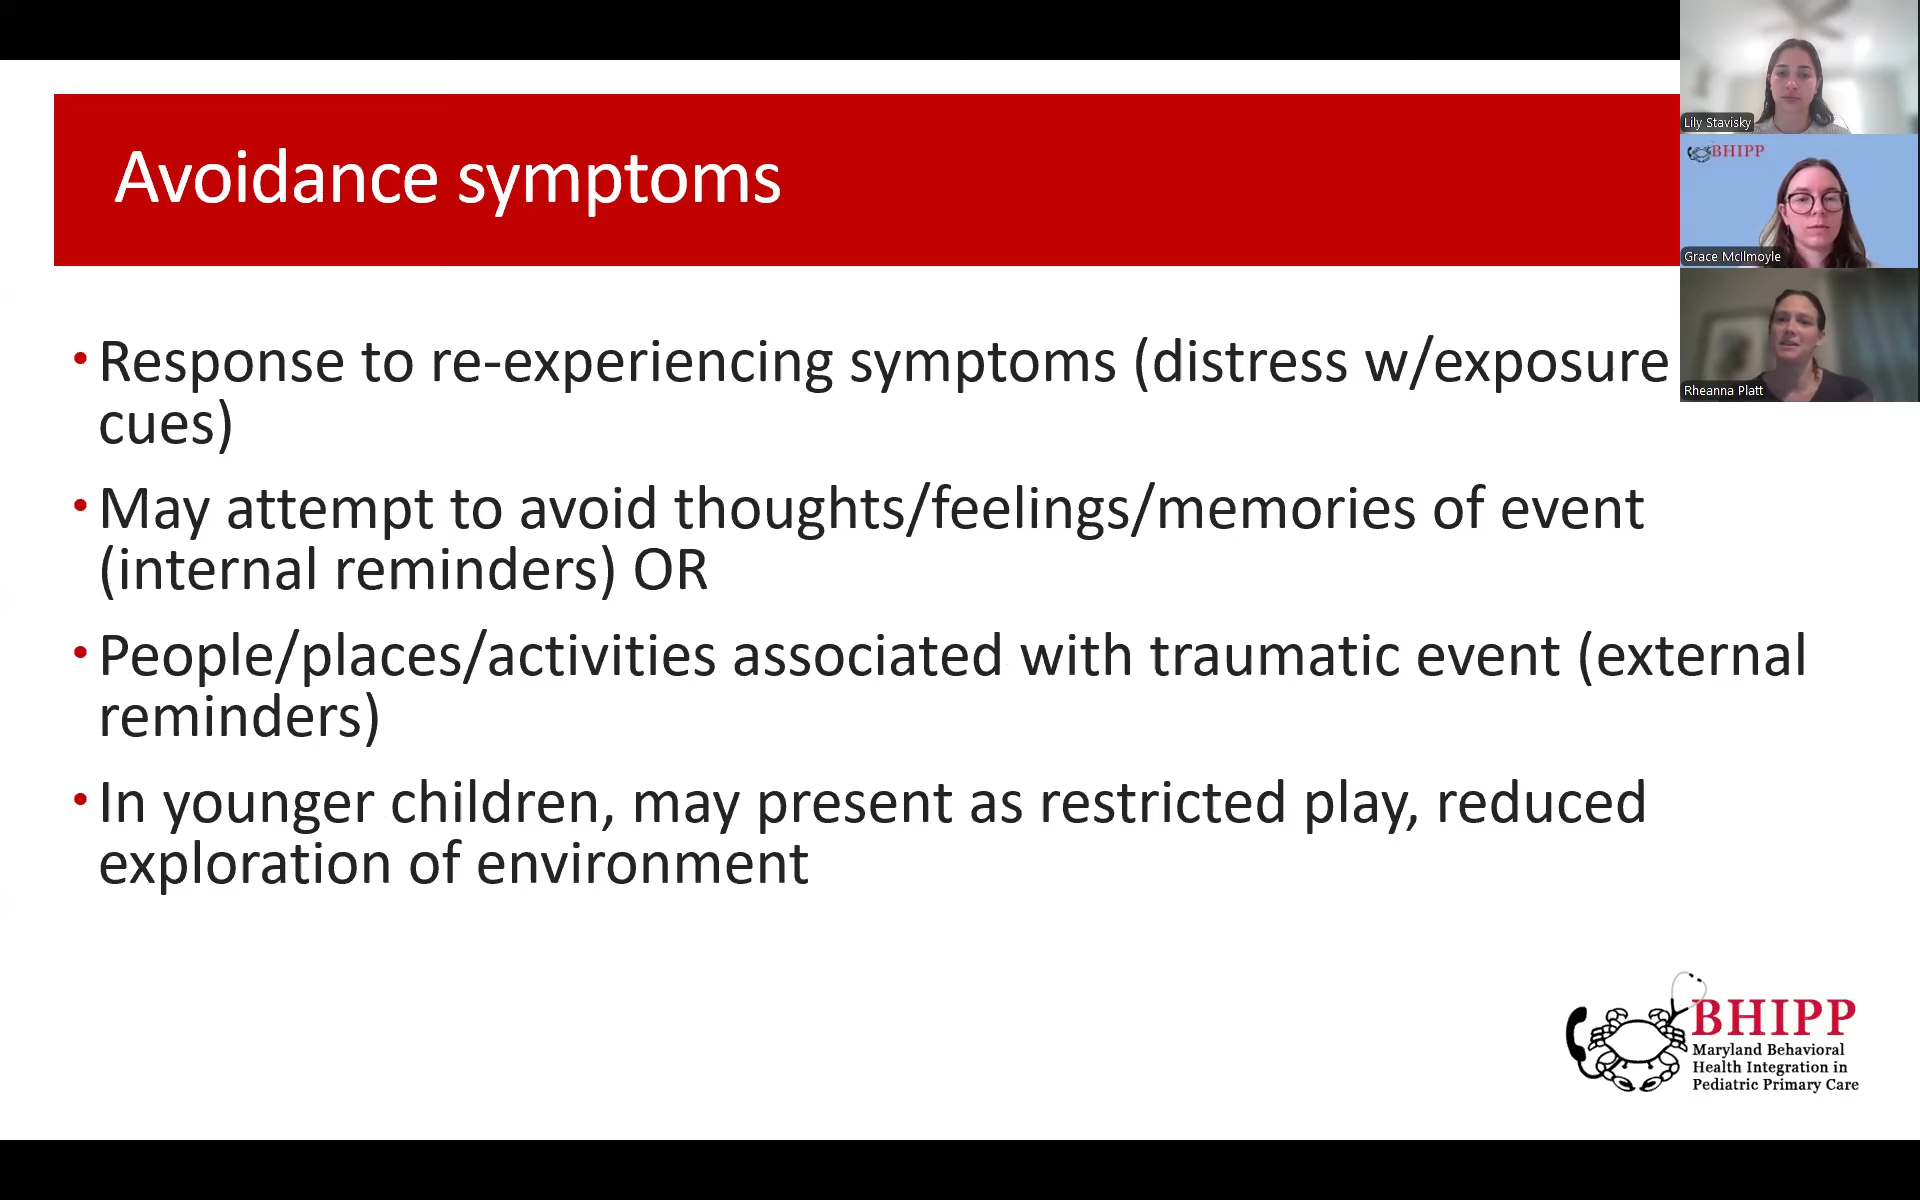 Avoidance symptoms
Response to re-experiencing symptoms (distress w/exposure
cues)
May attempt to avoid thoughts/feelings/memories of event
(internal reminders) OR
People/places/activities associated with traumatic event (external
reminders)
In younger children, may present as restricted play, reduced
exploration of environment
Lily Stavisky
BHIPP
Grace McIlmoyle
Rheanna Platt
BHIPP
Maryland Behavioral
Health Integration in
Pediatric Primary Care